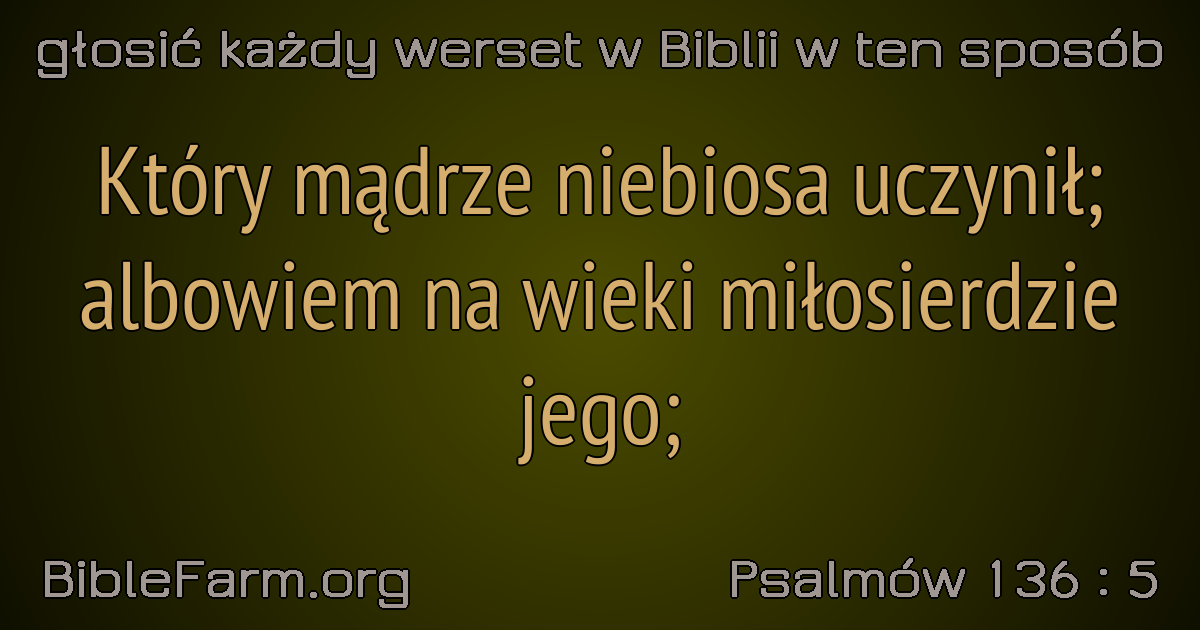 głosić każdy werset w Biblii w ten sposób
Który mądrze niebiosa uczynił;
albowiem na wieki miłosierdzie
jego;
BibleFarm.org
Psalmów 136 : 5